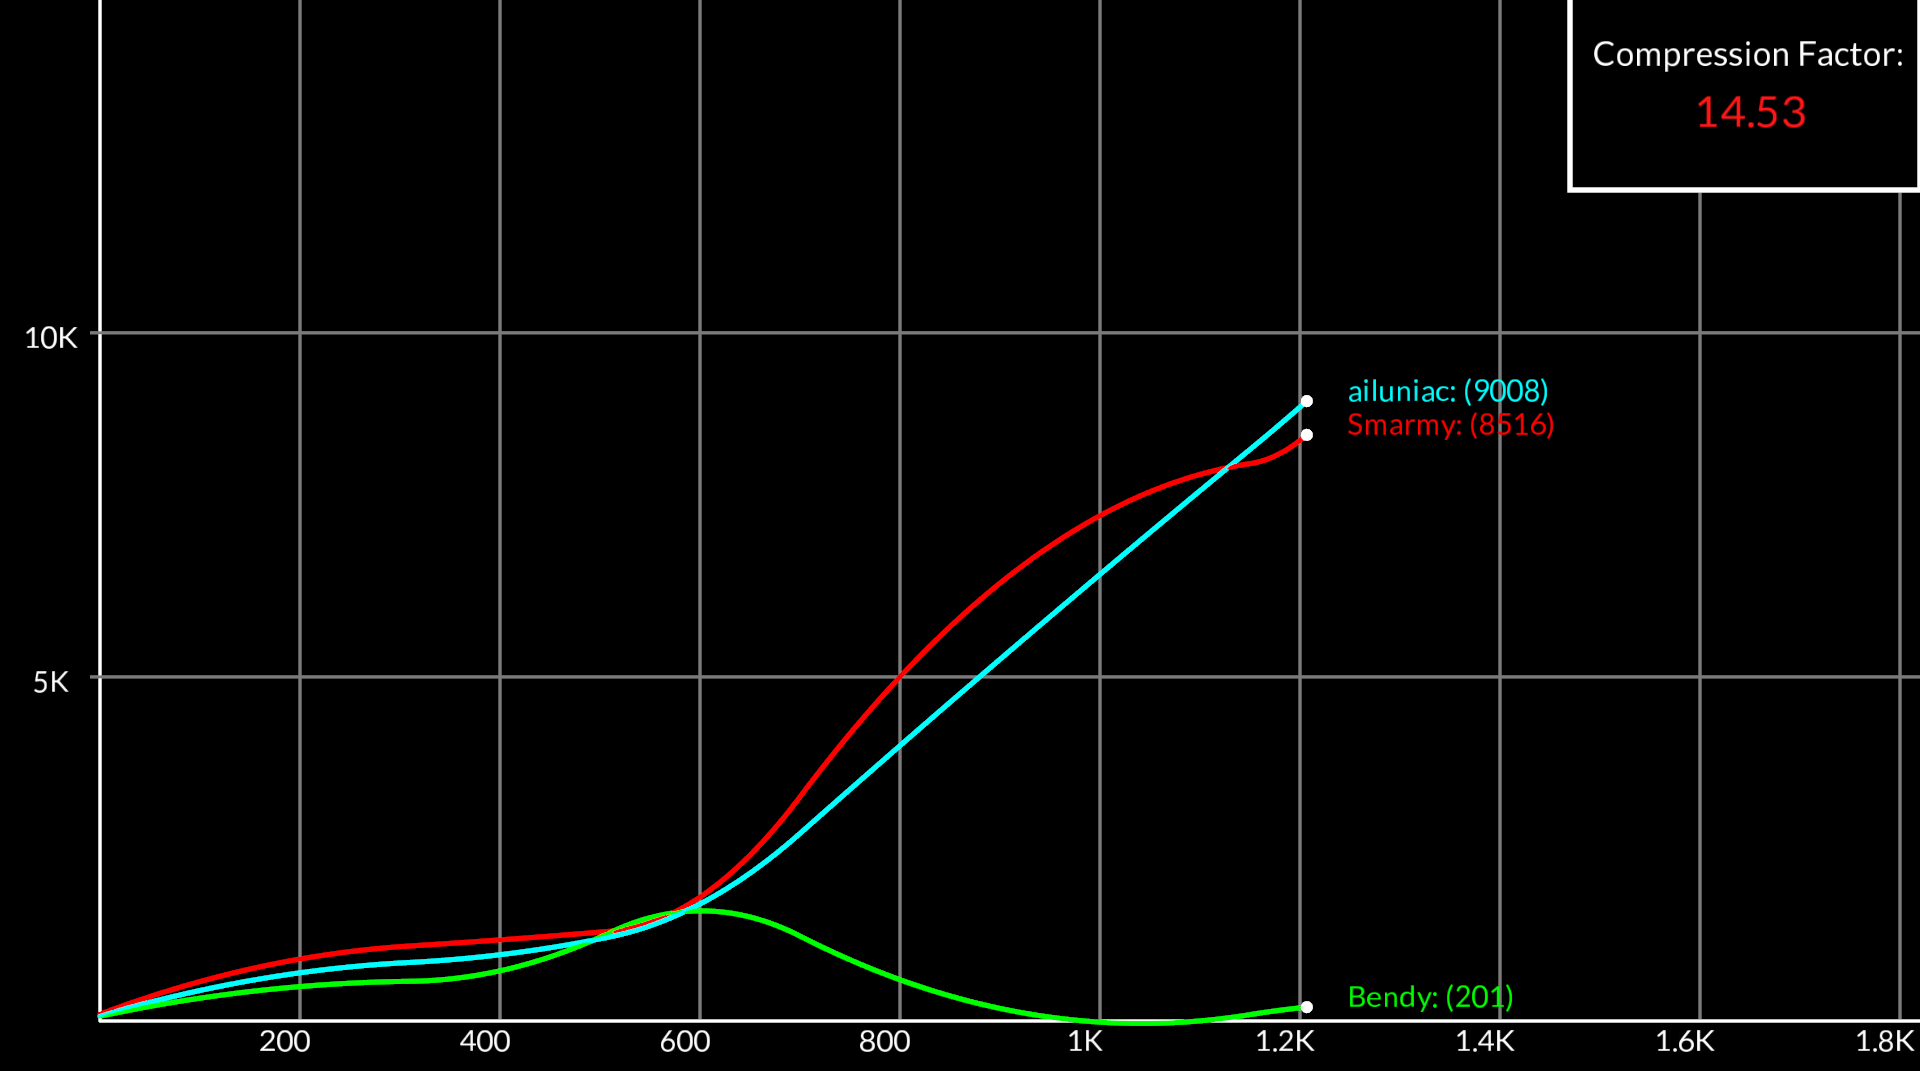 Compression Factor:
14.53
10K
ailuniac: (9008)
Smarmy: (8516)
5K
Bendy: (201)
200 400 600 800 1K 1.2K 1.4K 1.6K 1.8K